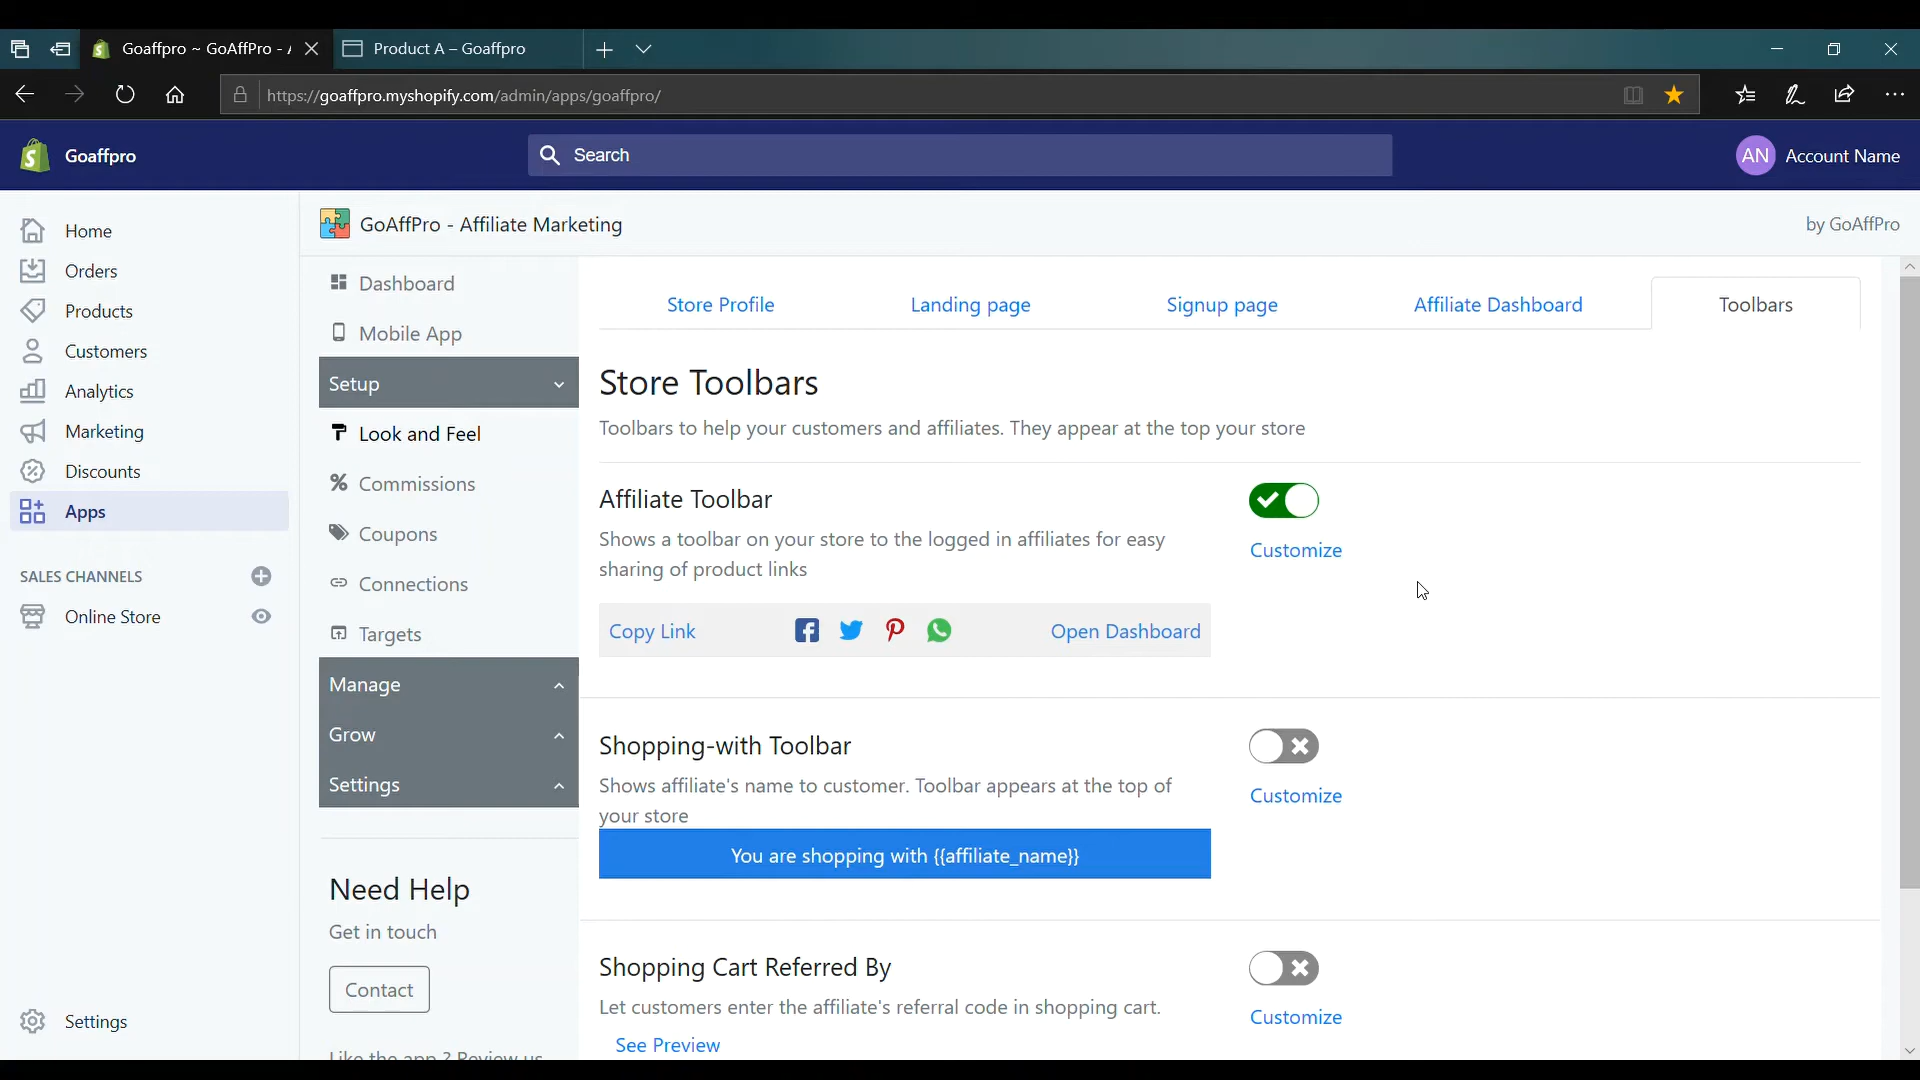 Goaffpro ~ GoAffPro - 
Product A – Goaffpro
https://goaffpro.myshopify.com/admin/apps/goaffpro/
Goaffpro
Search
AN
Account Name
Home
Orders
Products
Customers
Analytics
Marketing
Discounts
Apps
SALES CHANNELS
Online Store
Settings
GoAffPro - Affiliate Marketing
by GoAffPro
Dashboard
Mobile App
Setup
Look and Feel
Commissions
Coupons
Connections
Targets
Manage
Grow
Settings
Need Help
Get in touch
Contact
Like the app ? Review us
Store Profile
Landing page
Signup page
Affiliate Dashboard
Toolbars
Store Toolbars
Toolbars to help your customers and affiliates. They appear at the top your store
Affiliate Toolbar
Shows a toolbar on your store to the logged in affiliates for easy
sharing of product links
Customize
Copy Link
Open Dashboard
Shopping-with Toolbar
Shows affiliate's name to customer. Toolbar appears at the top of
your store
Customize
You are shopping with {{affiliate_name}}
Shopping Cart Referred By
Let customers enter the affiliate's referral code in shopping cart.
Customize
See Preview